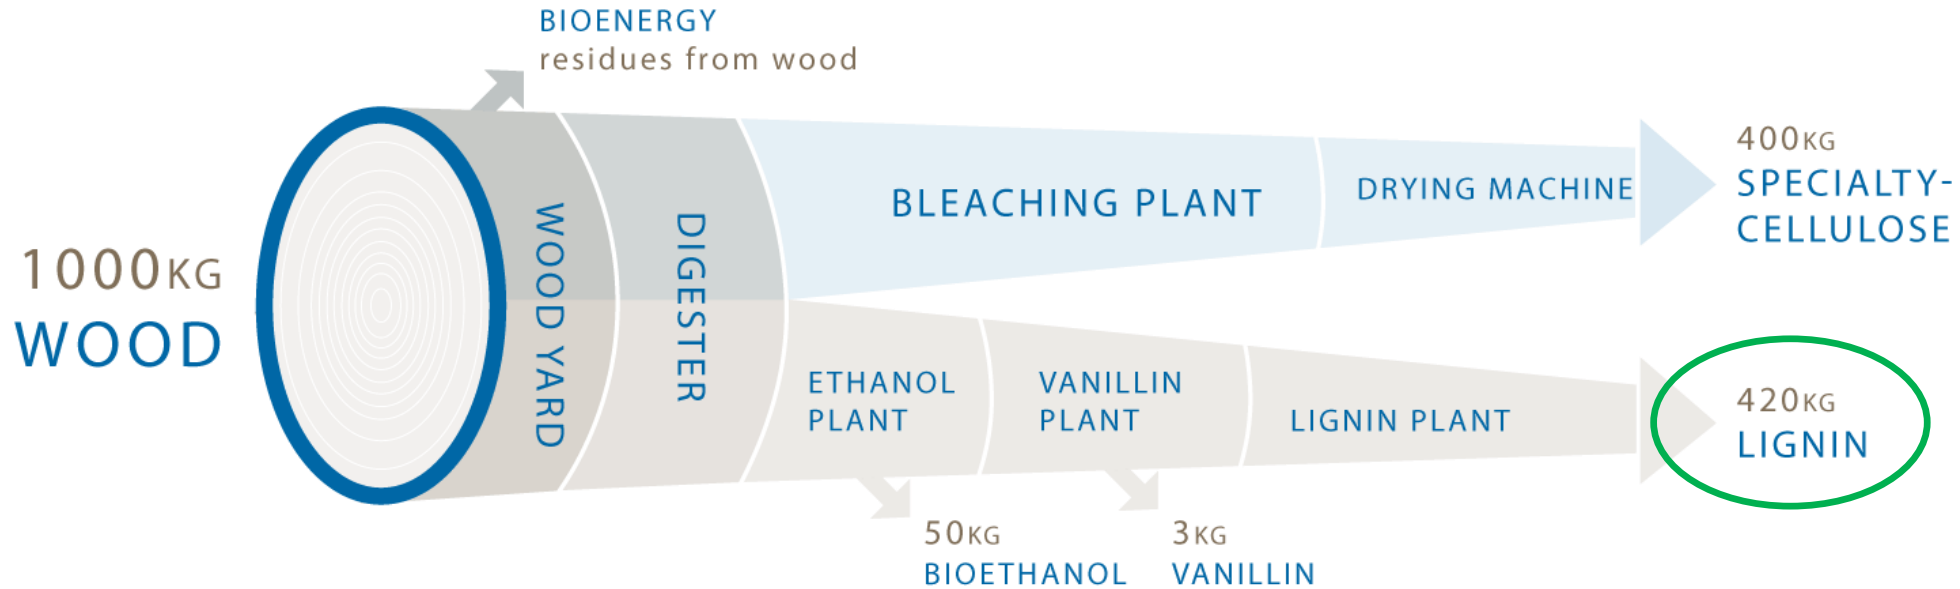 BIOENERGY
residues from wood
1000KG
WOOD
WOOD YARD
DIGESTER
BLEACHING PLANT
DRYING MACHINE
400KG
SPECIALTY-
CELLULOSE
ETHANOL
PLANT
VANILLIN
PLANT
LIGNIN PLANT
420KG
LIGNIN
50KG
BIOETHANOL
3KG
VANILLIN